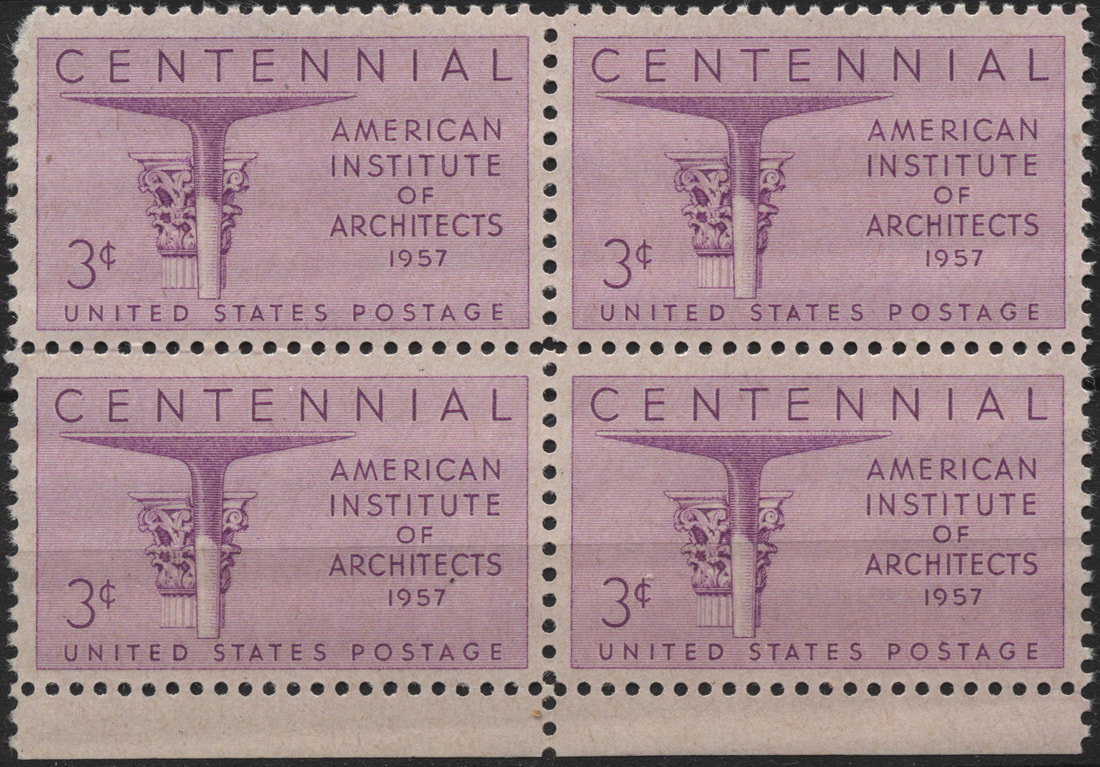 CENTENNIAL
AMERICAN
INSTITUTE
OF
ARCHITECTS
1957
3¢
UNITED STATES POSTAGE
CENTENNIAL
AMERICAN
INSTITUTE
OF
ARCHITECTS
1957
3¢
UNITED STATES POSTAGE
CENTENNIAL
AMERICAN
INSTITUTE
OF
ARCHITECTS
1957
3¢
UNITED STATES POSTAGE
CENTENNIAL
AMERICAN
INSTITUTE
OF
ARCHITECTS
1957
3¢
UNITED STATES POSTAGE